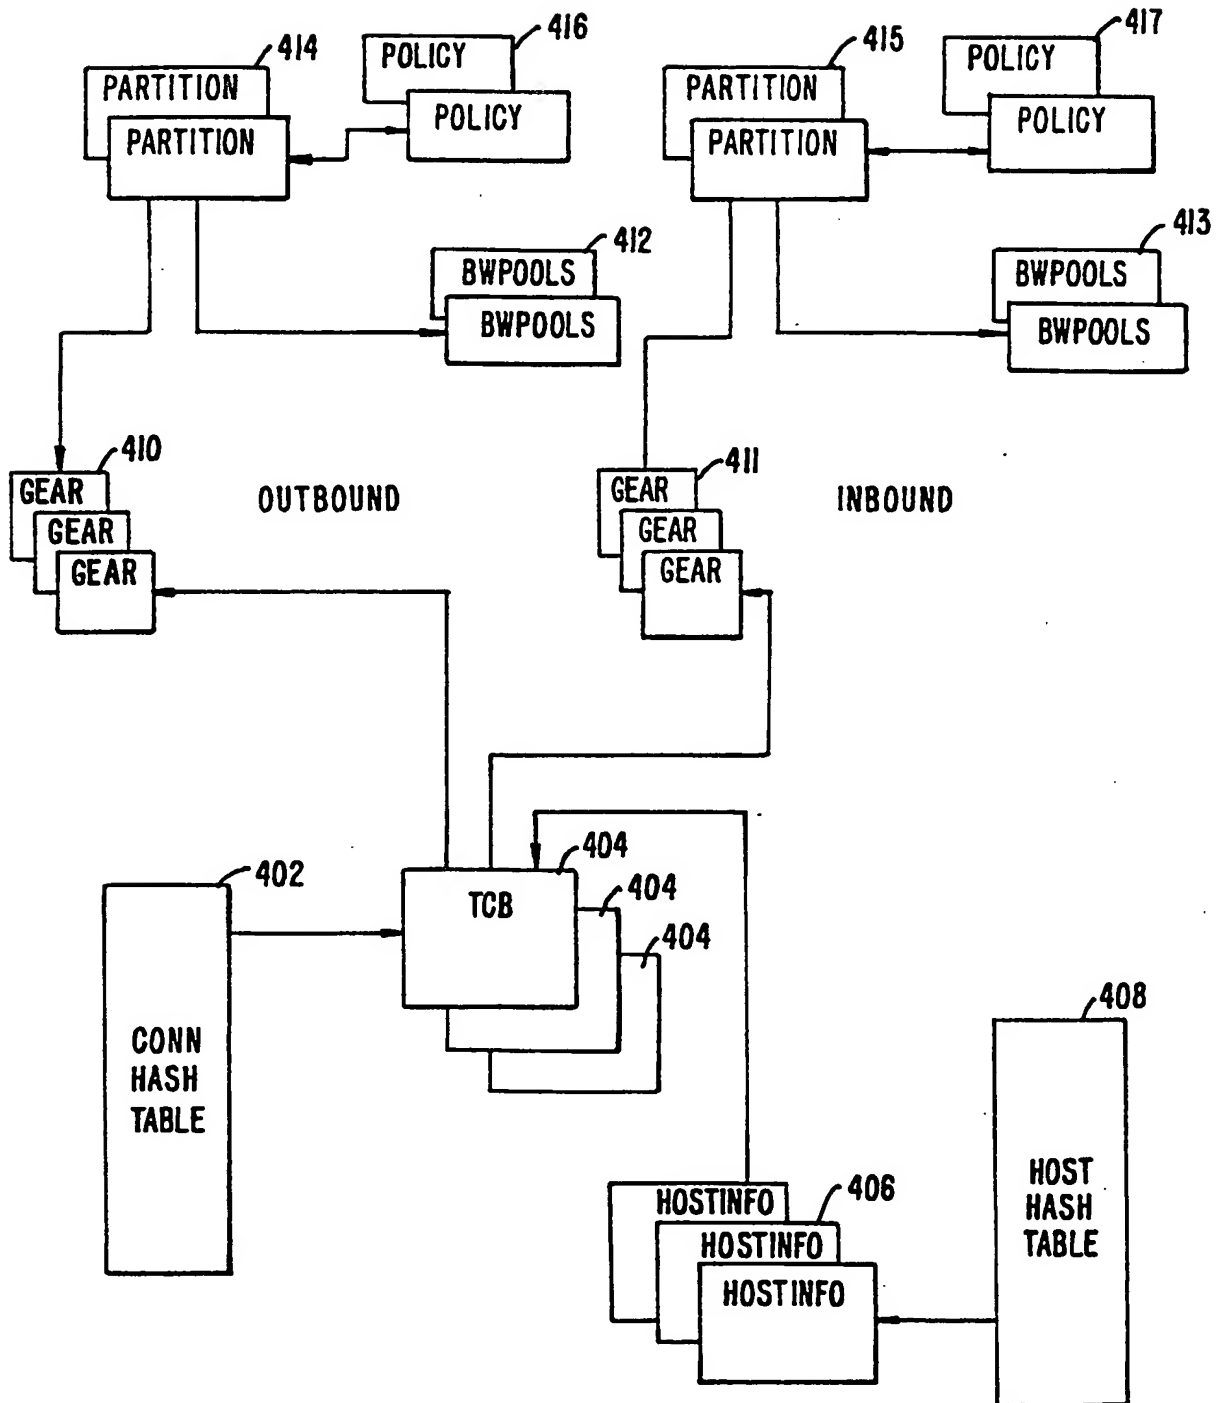 416
POLICY
POLICY
414
PARTITION
PARTITION
417
POLICY
POLICY
415
PARTITION
PARTITION
412
BWPOOLS
BWPOOLS
413
BWPOOLS
BWPOOLS
410
GEAR
GEAR
GEAR
OUTBOUND
411
GEAR
GEAR
GEAR
INBOUND
402
CONN
HASH
TABLE
404
TCB
404
404
406
HOSTINFO
HOSTINFO
HOSTINFO
408
HOST
HASH
TABLE